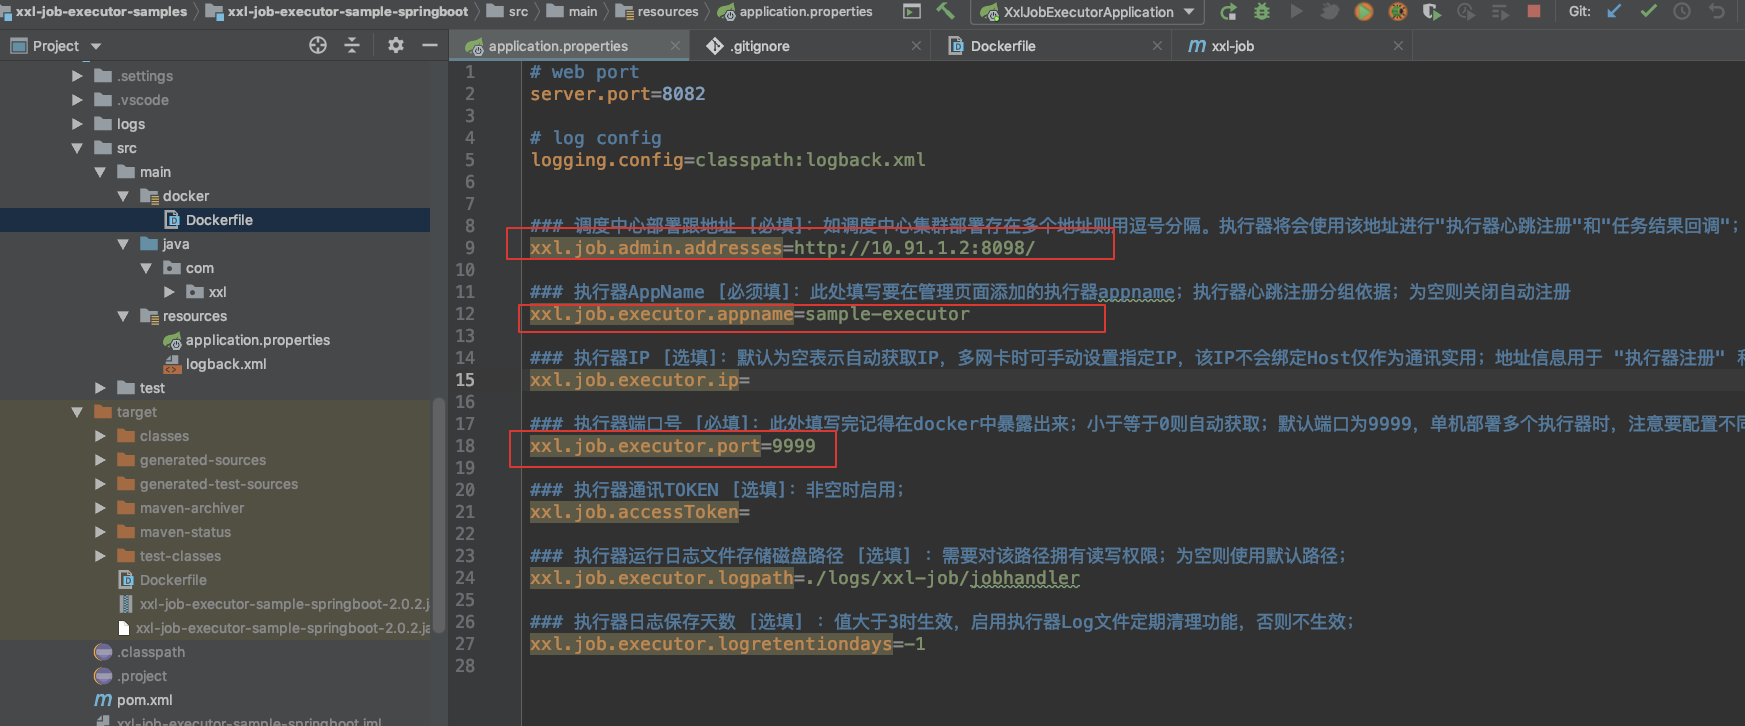 xxl-job-executor-samples xxl-job-executor-sample-springboot src main resources application.properties XxlJobExecutorApplication Git:
Project
application.properties .gitignore Dockerfile xxl-job
.settings
.vscode
logs
src
main
docker
Dockerfile
java
com
xxl
resources
application.properties
logback.xml
test
target
classes
generated-sources
generated-test-sources
maven-archiver
maven-status
test-classes
Dockerfile
xxl-job-executor-sample-springboot-2.0.2.j
xxl-job-executor-sample-springboot-2.0.2.ja
.classpath
.project
pom.xml
xxl-job-executor-sample-springboot.iml
1 # web port
2 server.port=8082
3
4 # log config
5 logging.config=classpath:logback.xml
6
7
8 ### 调度中心部署跟地址 [必填]：如调度中心集群部署存在多个地址则用逗号分隔。执行器将会使用该地址进行"执行器心跳注册"和"任务结果回调"；
9 xxl.job.admin.addresses=http://10.91.1.2:8098/
10
11 ### 执行器AppName [必须填]：此处填写要在管理页面添加的执行器appname；执行器心跳注册分组依据；为空则关闭自动注册
12 xxl.job.executor.appname=sample-executor
13
14 ### 执行器IP [选填]：默认为空表示自动获取IP，多网卡时可手动设置指定IP，该IP不会绑定Host仅作为通讯实用；地址信息用于 "执行器注册" 和
15 xxl.job.executor.ip=
16
17 ### 执行器端口号 [必填]：此处填写完记得在docker中暴露出来；小于等于0则自动获取；默认端口为9999，单机部署多个执行器时，注意要配置不同
18 xxl.job.executor.port=9999
19
20 ### 执行器通讯TOKEN [选填]：非空时启用；
21 xxl.job.accessToken=
22
23 ### 执行器运行日志文件存储磁盘路径 [选填] ：需要对该路径拥有读写权限；为空则使用默认路径；
24 xxl.job.executor.logpath=./logs/xxl-job/jobhandler
25
26 ### 执行器日志保存天数 [选填] ：值大于3时生效，启用执行器Log文件定期清理功能，否则不生效；
27 xxl.job.executor.logretentiondays=-1
28